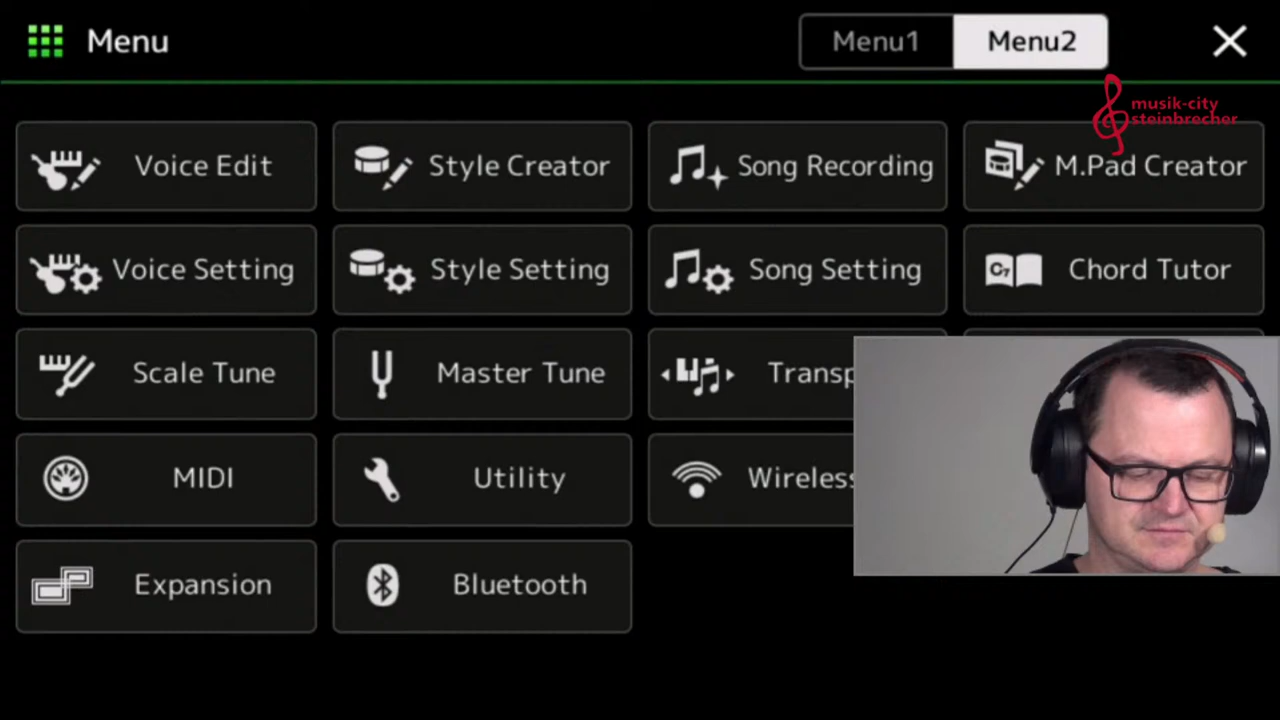 Menu
Menu1
Menu2
musik-city
steinbrecher
Voice Edit
Style Creator
Song Recording
M.Pad Creator
Voice Setting
Style Setting
Song Setting
C7
Chord Tutor
Scale Tune
Master Tune
Transp
MIDI
Utility
Wireless
Expansion
Bluetooth